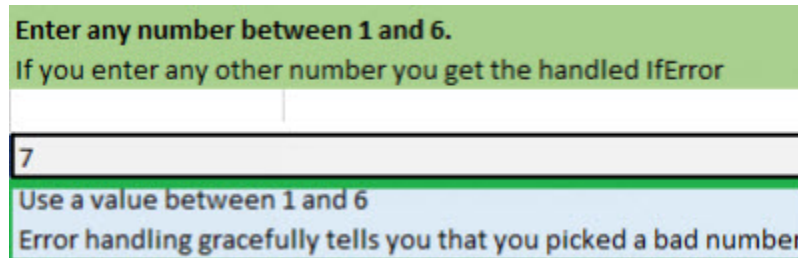 Enter any number between 1 and 6.
If you enter any other number you get the handled IfError
7
Use a value between 1 and 6
Error handling gracefully tells you that you picked a bad number